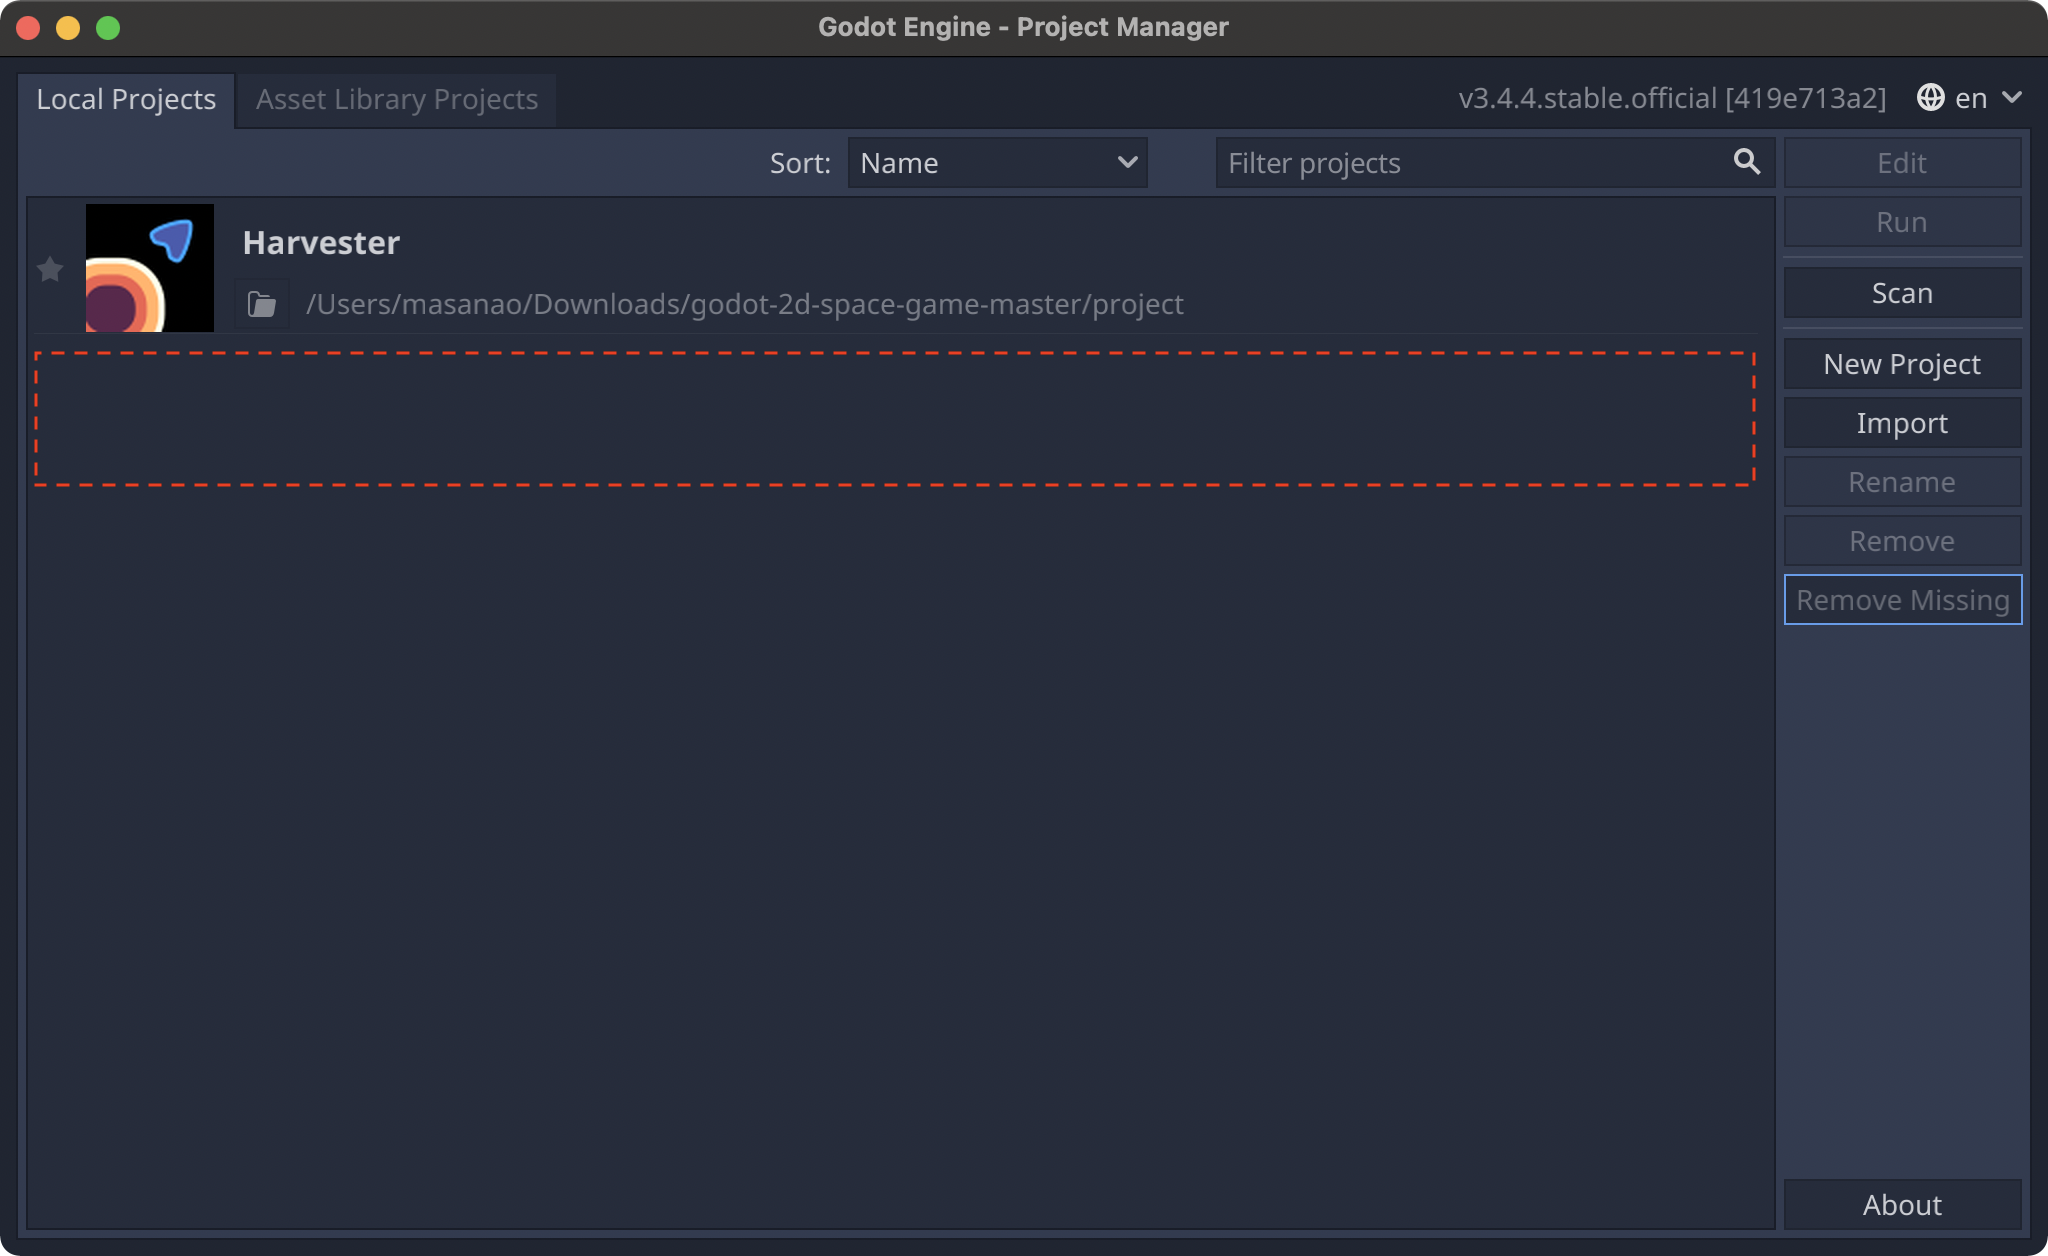 Godot Engine - Project Manager
Local Projects
Asset Library Projects
v3.4.4.stable.official [419e713a2]
en
Sort:
Name
Filter projects
Edit
Run
Harvester
/Users/masanao/Downloads/godot-2d-space-game-master/project
Scan
New Project
Import
Rename
Remove
Remove Missing
About